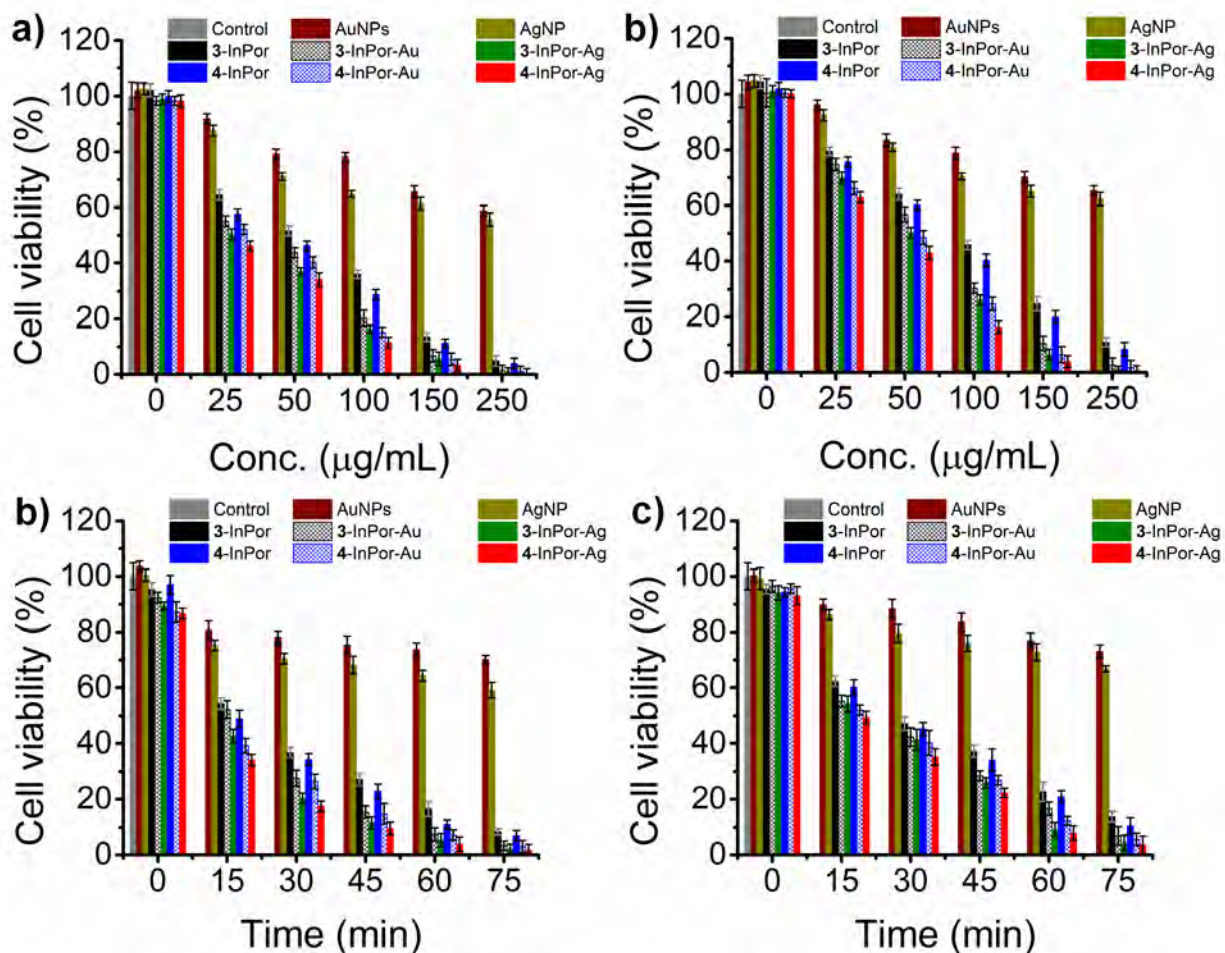 a)
Control AuNPs AgNP
3-InPor 3-InPor-Au 3-InPor-Ag
4-InPor 4-InPor-Au 4-InPor-Ag
120
100
80
60
40
20
0
Cell viability (%)
0 25 50 100 150 250
Conc. (μg/mL)
b)
Control AuNPs AgNP
3-InPor 3-InPor-Au 3-InPor-Ag
4-InPor 4-InPor-Au 4-InPor-Ag
120
100
80
60
40
20
0
Cell viability (%)
0 25 50 100 150 250
Conc. (μg/mL)
b)
Control AuNPs AgNP
3-InPor 3-InPor-Au 3-InPor-Ag
4-InPor 4-InPor-Au 4-InPor-Ag
120
100
80
60
40
20
0
Cell viability (%)
0 15 30 45 60 75
Time (min)
c)
Control AuNPs AgNP
3-InPor 3-InPor-Au 3-InPor-Ag
4-InPor 4-InPor-Au 4-InPor-Ag
120
100
80
60
40
20
0
Cell viability (%)
0 15 30 45 60 75
Time (min)